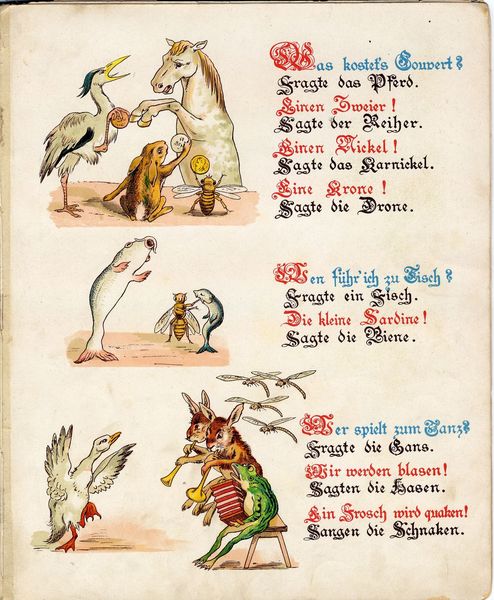 Was kostet's Couvert?
Fragte das Pferd.
Einen Zweier!
Sagte der Reiher.
Einen Nickel!
Sagte das Karnickel.
Eine Krone!
Sagte die Drone.
Wen führ' ich zu Tisch?
Fragte ein Fisch.
Die kleine Sardine!
Sagte die Biene.
Wer spielt zum Tanz?
Fragte die Gans.
Wir werden blasen!
Sagten die Hasen.
Ein Frosch wird quaken!
Sangen die Schnaken.